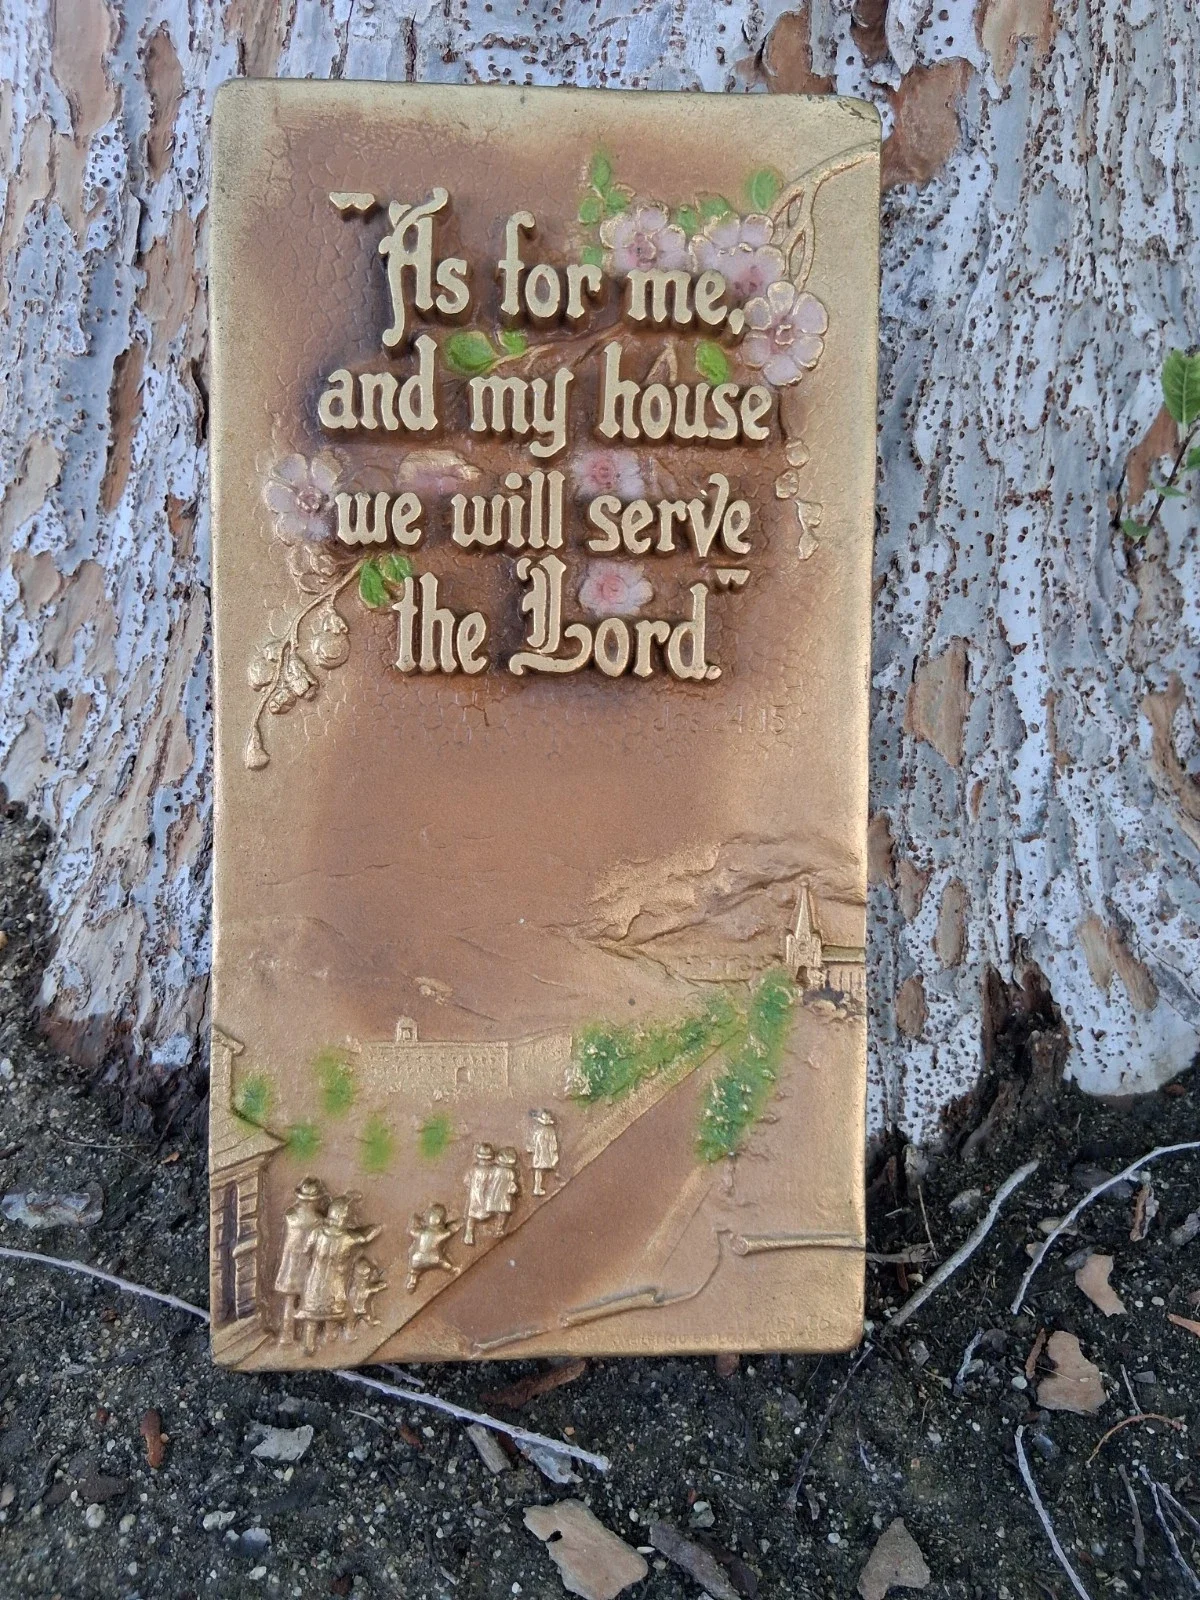 "As for me,
and my house
we will serve
the Lord."
Jos. 24:15